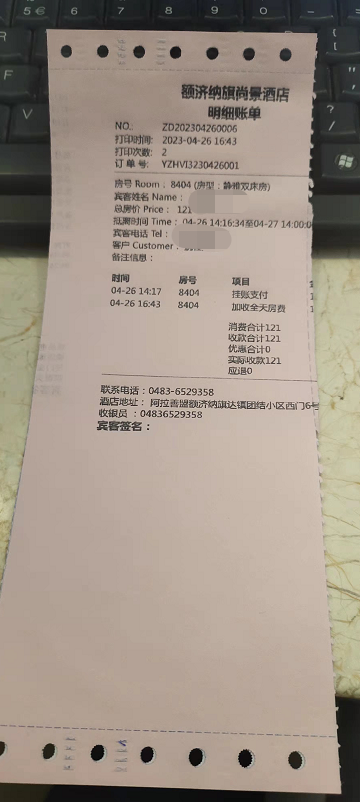 额济纳旗尚景酒店
明细账单
NO.: ZD202304260006
打印时间: 2023-04-26 16:43
打印次数: 2
订 单 号: YZHVI3230426001
房号 Room： 8404 (房型：静雅双床房)
宾客姓名 Name：
总房价 Price： 121
抵离时间 Time： 04-26 14:16:34至04-27 14:00:0
宾客电话 Tel：
客户 Customer：
备注信息：
时间 房号 项目
04-26 14:17 8404 挂账支付 1
04-26 16:43 8404 加收全天房费 1
消费合计121
收款合计121
优惠合计0
实际收款121
应退0
联系电话：0483-6529358
酒店地址： 阿拉善盟额济纳旗达镇团结小区西门6号
收银员 ：04836529358
宾客签名：